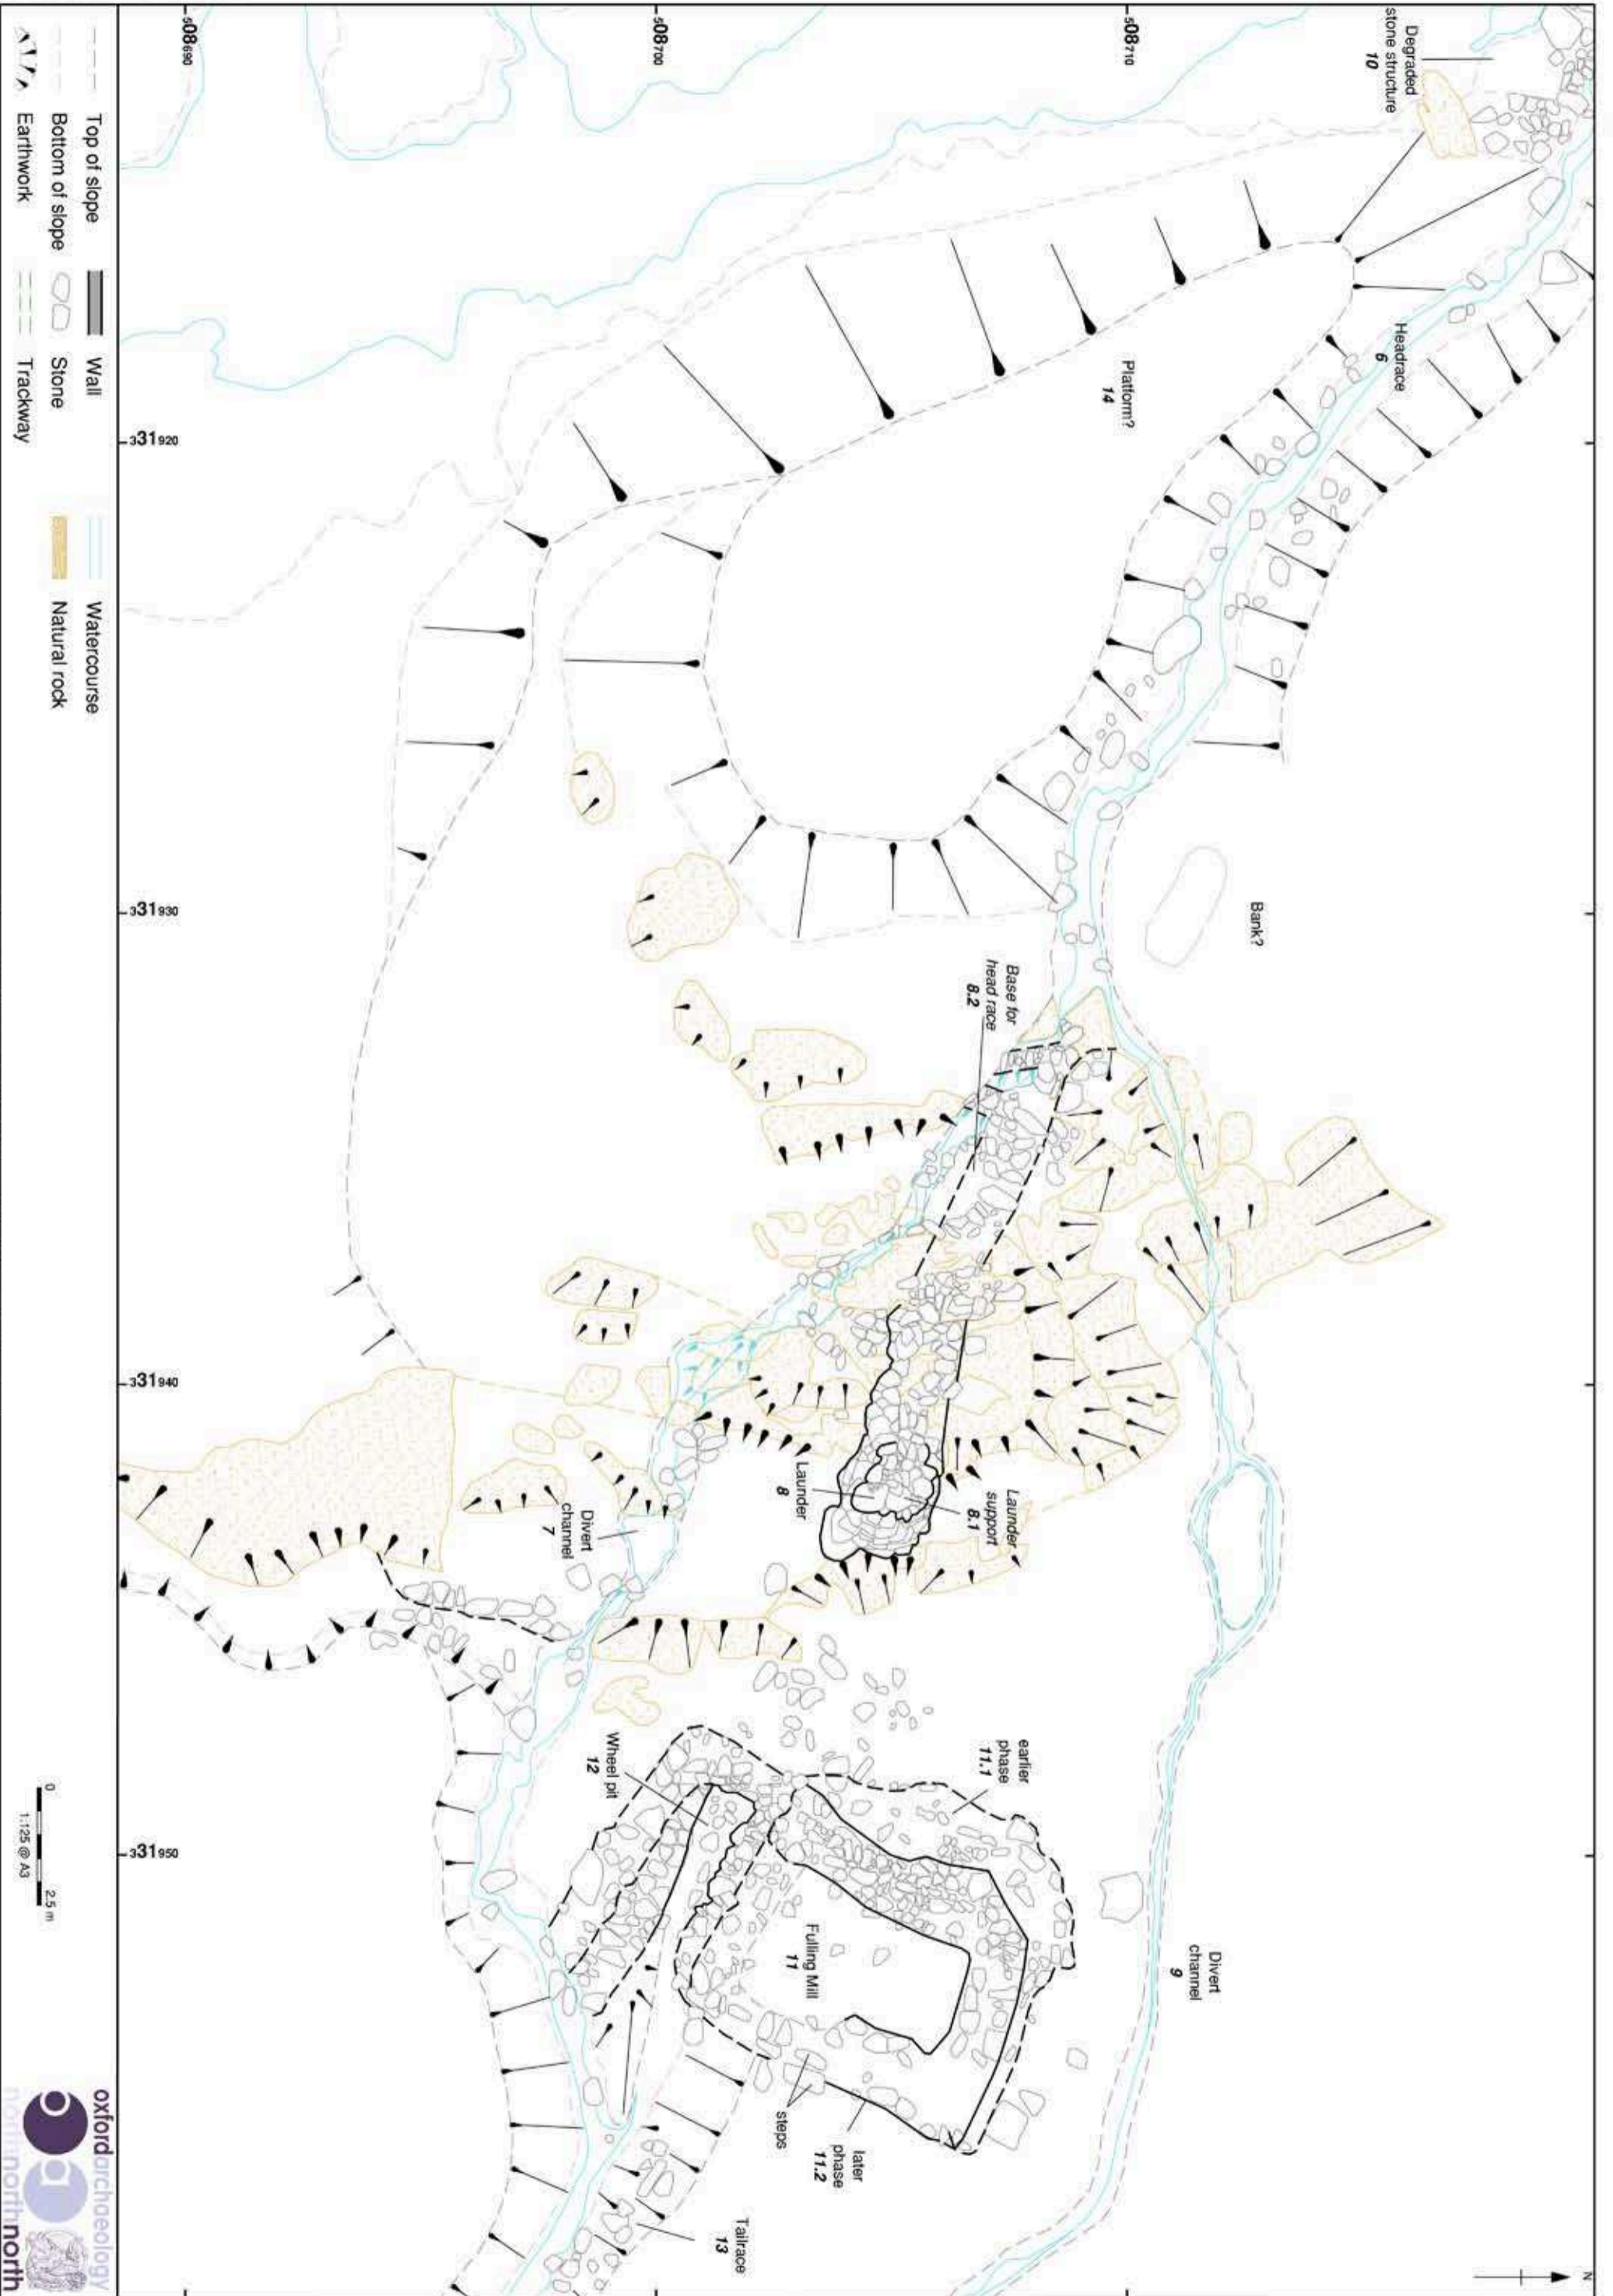 Degraded
stone structure
10
Headrace
6
Platform?
14
Bank?
Base for
head race
8.2
Launder
support
8.1
Launder
8
Divert
channel
7
Divert
channel
9
earlier
phase
11.1
Wheel pit
12
Fulling Mill
11
steps
later
phase
11.2
Tailrace
13
N
508710
508700
508690
331920
331930
331940
331950
Top of slope
Bottom of slope
Earthwork
Wall
Stone
Trackway
Watercourse
Natural rock
0
2.5 m
1:125 @ A3
oxfordarchaeology
northnorthnorth